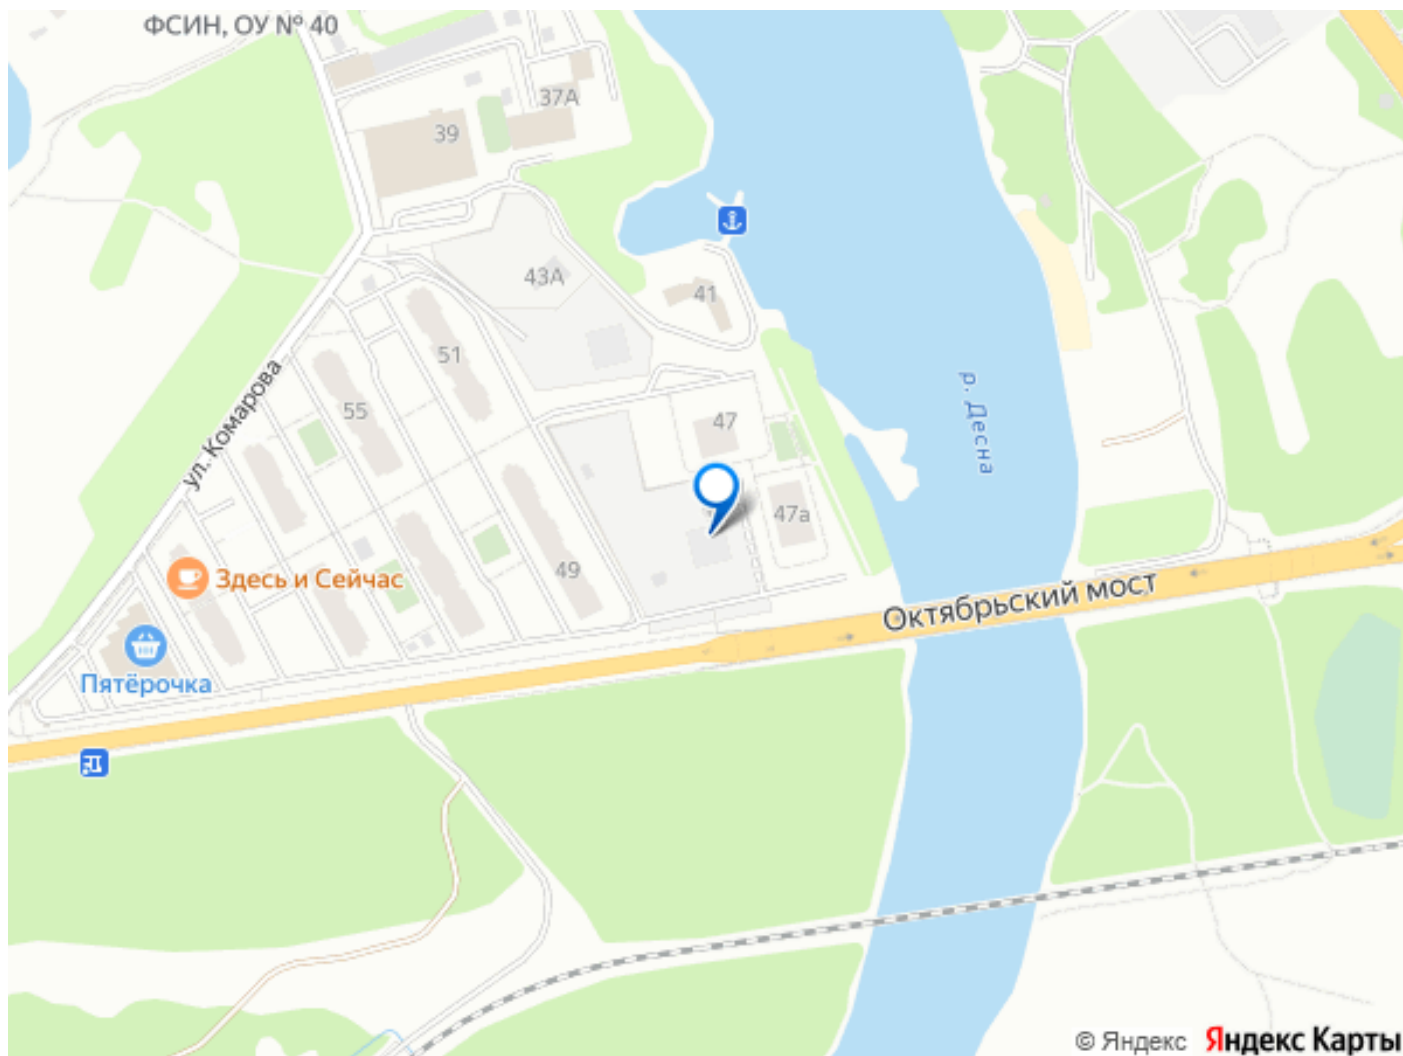 ФСИН, ОУ № 40
37А
39
43А
41
51
55
47
ул. Комарова
р. Десна
47а
49
Здесь и Сейчас
Октябрьский мост
Пятёрочка
© Яндекс Яндекс Карты